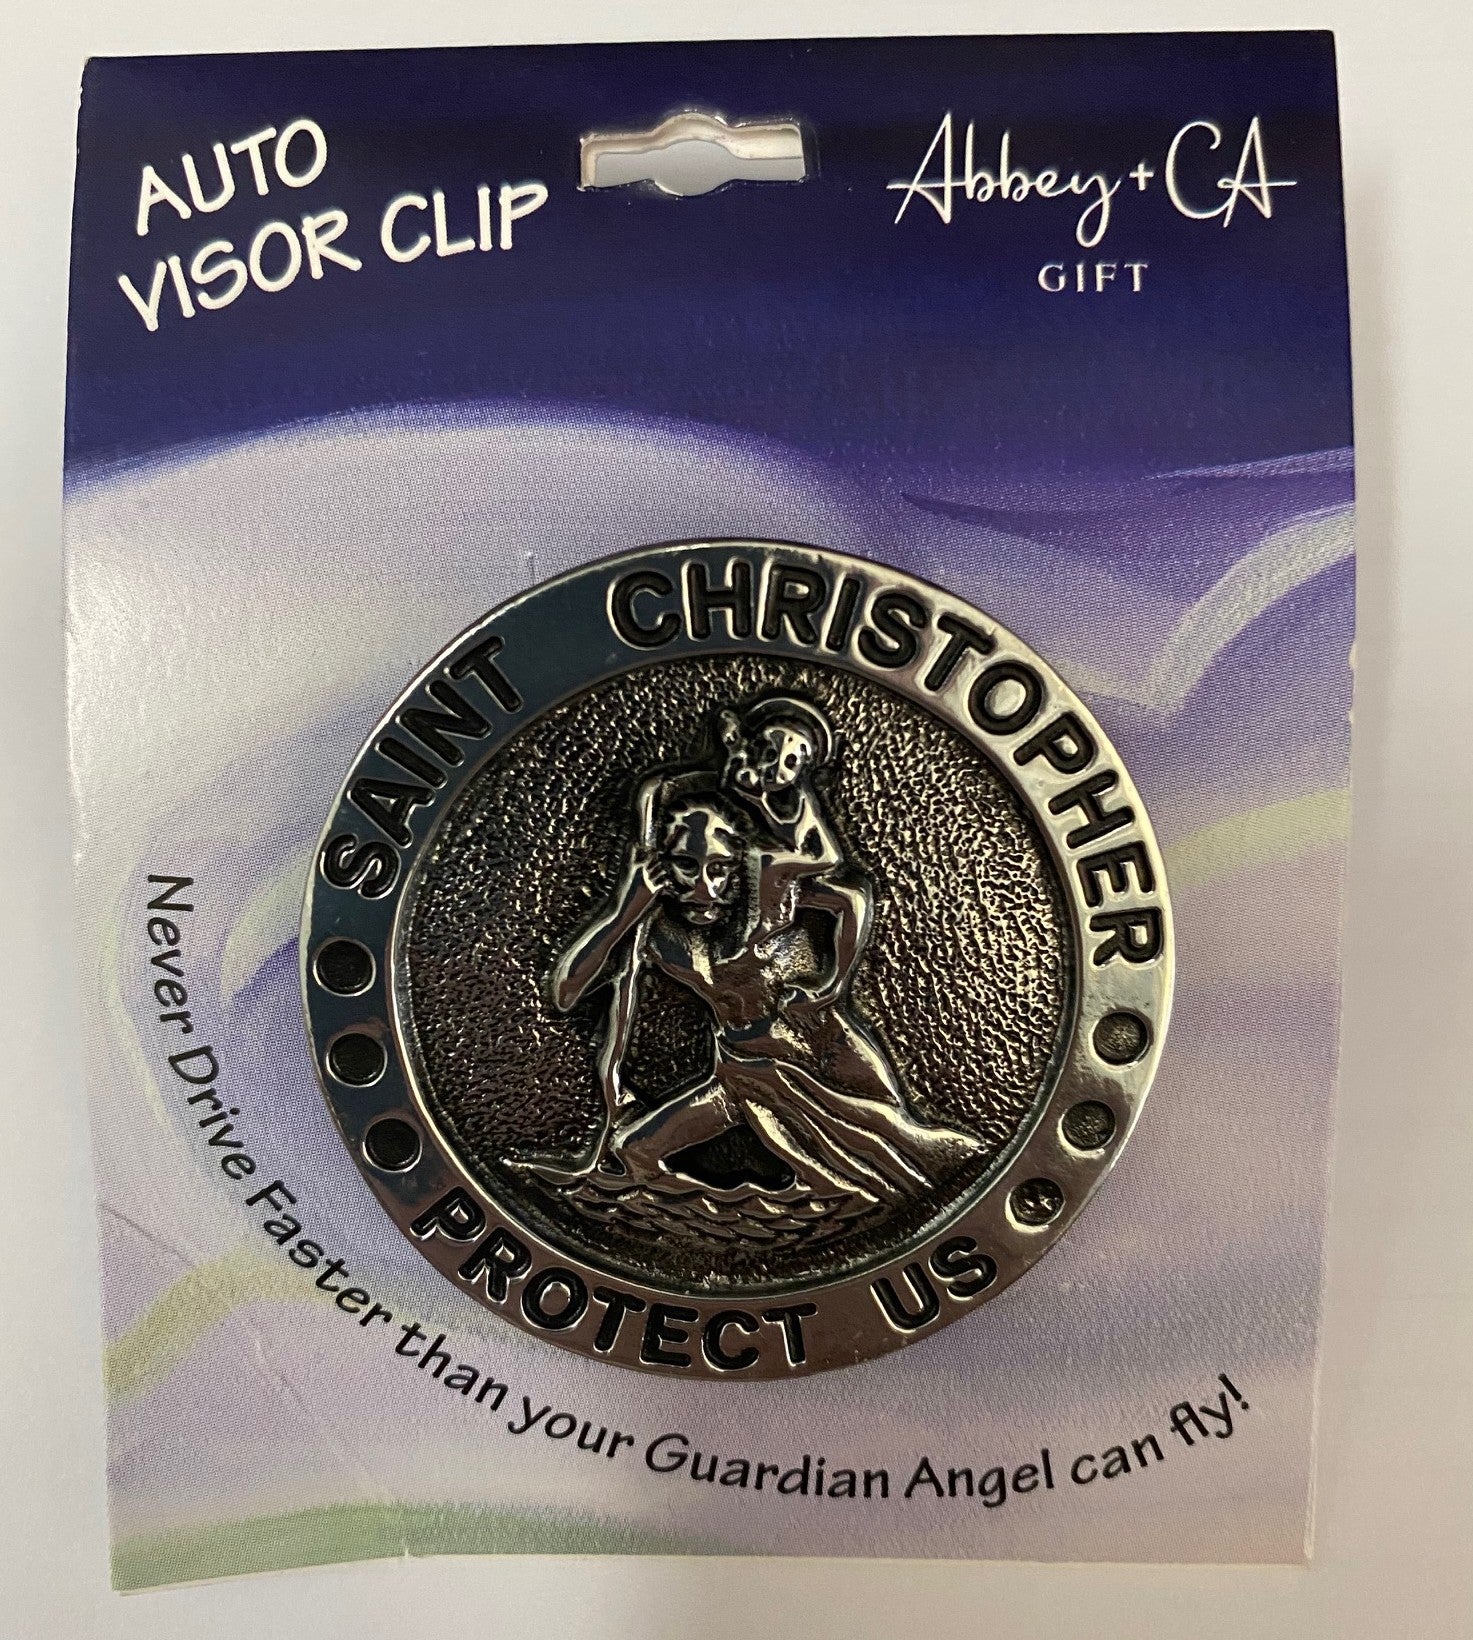 AUTO
VISOR CLIP
Abbey + CA
GIFT
SAINT CHRISTOPHER
PROTECT US
Never Drive Faster than your Guardian Angel can fly!